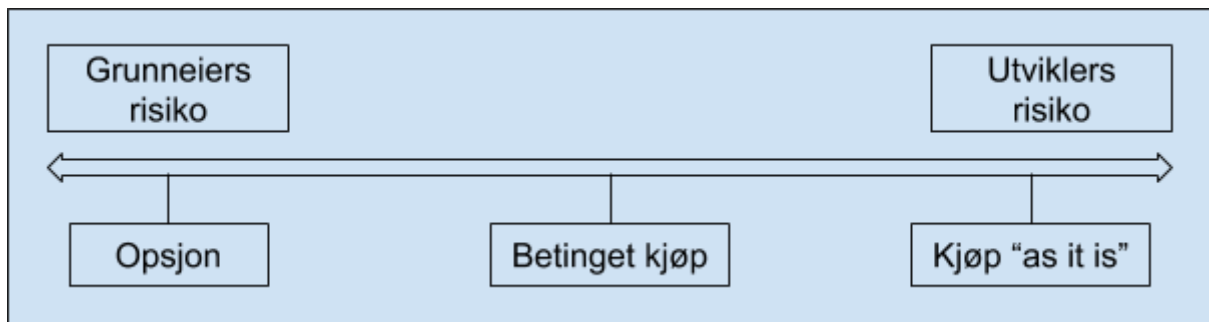 Grunneiers
risiko
Utviklers
risiko
Opsjon
Betinget kjøp
Kjøp “as it is”